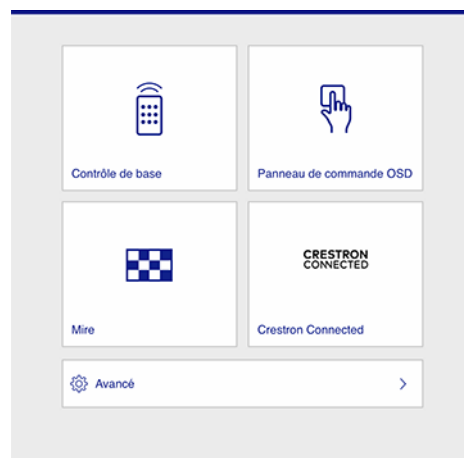 Contrôle de base
Panneau de commande OSD
CRESTRON
CONNECTED
Mire
Crestron Connected
Avancé